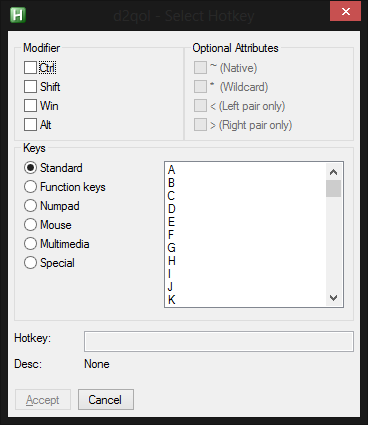 d2qol - Select Hotkey
Modifier
Ctrl
Shift
Win
Alt
Optional Attributes
~ (Native)
* (Wildcard)
< (Left pair only)
> (Right pair only)
Keys
Standard
Function keys
Numpad
Mouse
Multimedia
Special
A
B
C
D
E
F
G
H
I
J
K
Hotkey:
Desc: None
Accept Cancel